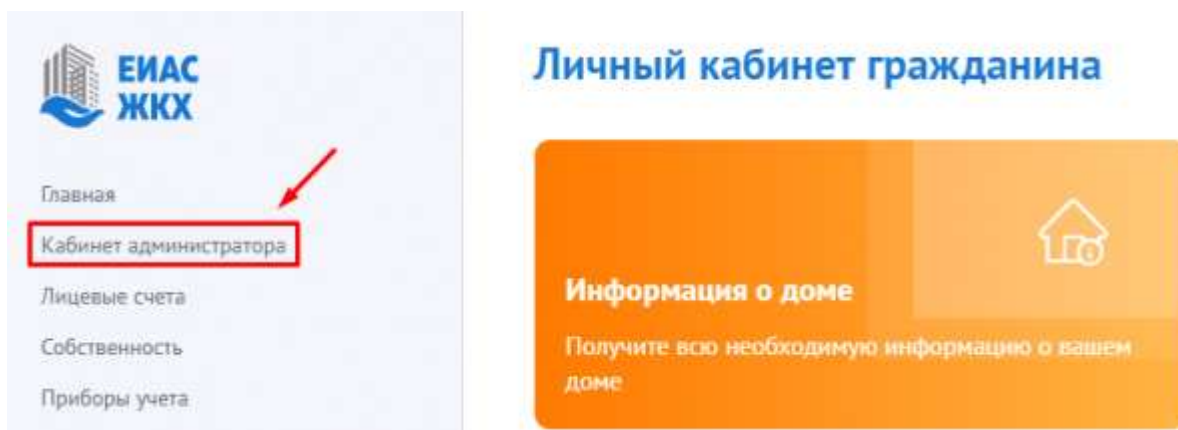 ЕИАС
ЖКХ
Главная
Кабинет администратора
Лицевые счета
Собственность
Приборы учета
Личный кабинет гражданина
Информация о доме
Получите всю необходимую информацию о вашем
доме